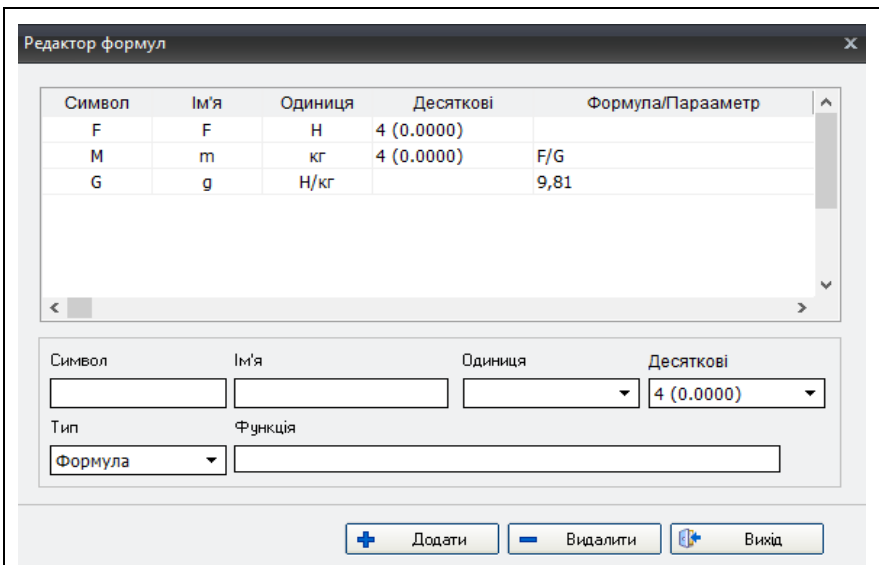 Редактор формул x
Символ Ім'я Одиниця Десяткові Формула/Парааметр
F F Н 4 (0.0000)
M m кг 4 (0.0000) F/G
G g Н/кг 9,81
Символ Ім'я Одиниця Десяткові
4 (0.0000)
Тип Функція
Формула
Додати Видалити Вихід